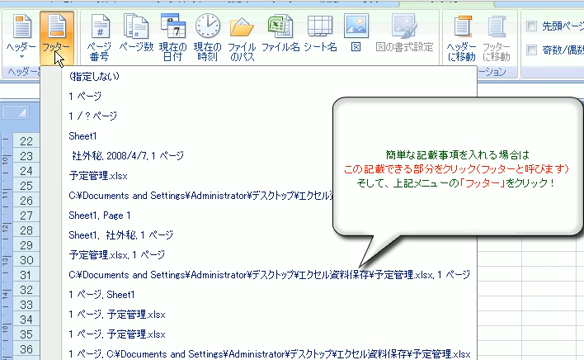 ヘッダー
フッター
ページ番号
ページ数
現在の日付
現在の時刻
ファイルのパス
ファイル名
シート名
図
図の書式設定
ヘッダーに移動
フッターに移動
先頭ペー
奇数/偶数
ヘッダーと
ーション
(指定しない)
1 ページ
1 / ? ページ
Sheet1
社外秘, 2008/4/7, 1 ページ
予定管理.xlsx
C:¥Documents and Settings¥Administrator¥デスクトップ¥エクセル
Sheet1, Page 1
Sheet1, 社外秘, 1 ページ
予定管理.xlsx, 1 ページ
C:¥Documents and Settings¥Administrator¥デスクトップ¥エクセル資料保存¥予定管理.xlsx, 1 ページ
1 ページ, Sheet1
1 ページ, 予定管理.xlsx
1 ページ, 予定管理.xlsx
1 ページ, C:¥Documents and Settings¥Administrator¥デスクトップ¥エクセル資料保存¥予定管理.xlsx
簡単な記載事項を入れる場合は
この記載できる部分をクリック(フッターと呼びます)
そして、上記メニューの「フッター」をクリック！
22
23
24
25
26
27
28
29
30
31
32
33
34
35
36